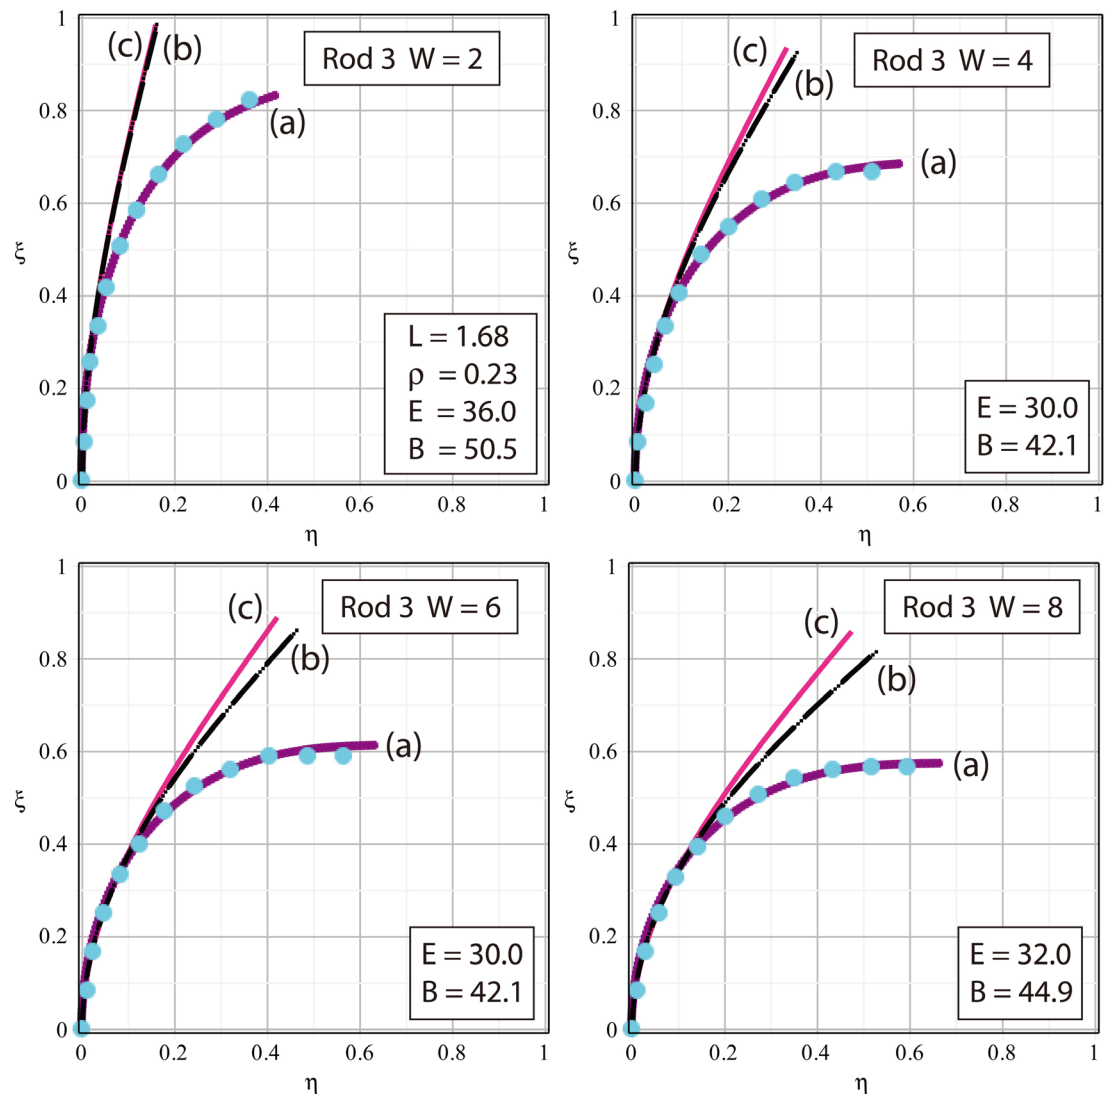 1
(c)
(b)
Rod 3 W = 2
0.8
(a)
0.6
ξ
0.4
L = 1.68
ρ = 0.23
0.2
E = 36.0
B = 50.5
0
0
0.2
0.4
0.6
0.8
1
η
1
(c)
Rod 3 W = 4
(b)
0.8
(a)
0.6
ξ
0.4
0.2
E = 30.0
B = 42.1
0
0
0.2
0.4
0.6
0.8
1
η
1
(c)
Rod 3 W = 6
0.8
(b)
0.6
(a)
ξ
0.4
0.2
E = 30.0
B = 42.1
0
0
0.2
0.4
0.6
0.8
1
η
1
Rod 3 W = 8
(c)
0.8
(b)
0.6
(a)
ξ
0.4
0.2
E = 32.0
B = 44.9
0
0
0.2
0.4
0.6
0.8
1
η